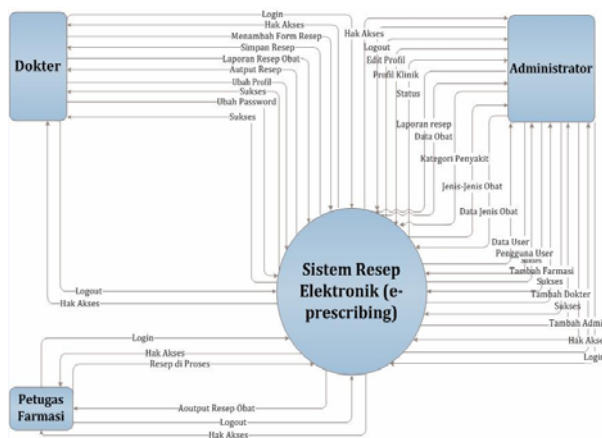 Dokter
Login
Hak Akses
Menambah Form Resep
Simpan Resep
Laporan Resep Obat
Autput Resep
Ubah Profil
Sukses
Ubah Password
Sukses
Logout
Hak Akses
Administrator
Hak Akses
Logout
Edit Profil
Profil Klinik
Status
Laporan resep
Data Obat
Kategori Penyakit
Jenis-Jenis Obat
Data Jenis Obat
Data User
Pengguna User
Sukses
Tambah Farmasi
Sukses
Tambah Dokter
Sukses
Tambah Admi
Hak Akse
Login
Sistem Resep
Elektronik (e-
prescribing)
Petugas
Farmasi
Login
Hak Akses
Resep di Proses
Aoutput Resep Obat
Logout
Hak Akses